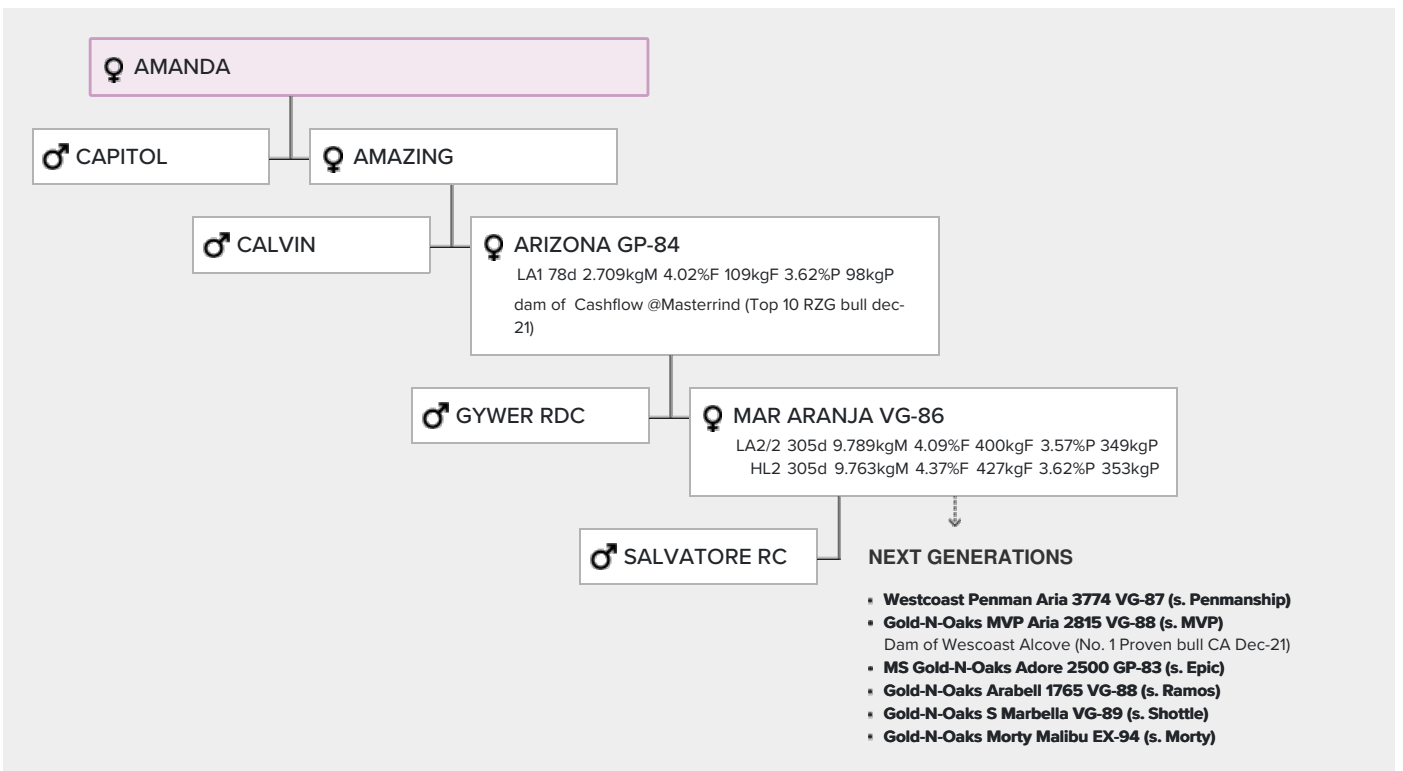 AMANDA
CAPITOL
AMAZING
CALVIN
ARIZONA GP-84
LA1 78d 2.709kgM 4.02%F 109kgF 3.62%P 98kgP
dam of Cashflow @Masterrind (Top 10 RZG bull dec-
21)
GYWER RDC
MAR ARANJA VG-86
LA2/2 305d 9.789kgM 4.09%F 400kgF 3.57%P 349kgP
HL2 305d 9.763kgM 4.37%F 427kgF 3.62%P 353kgP
SALVATORE RC
NEXT GENERATIONS
Westcoast Penman Aria 3774 VG-87 (s. Penmanship)
Gold-N-Oaks MVP Aria 2815 VG-88 (s. MVP)
Dam of Wescoast Alcove (No. 1 Proven bull CA Dec-21)
MS Gold-N-Oaks Adore 2500 GP-83 (s. Epic)
Gold-N-Oaks Arabell 1765 VG-88 (s. Ramos)
Gold-N-Oaks S Marbella VG-89 (s. Shottle)
Gold-N-Oaks Morty Malibu EX-94 (s. Morty)